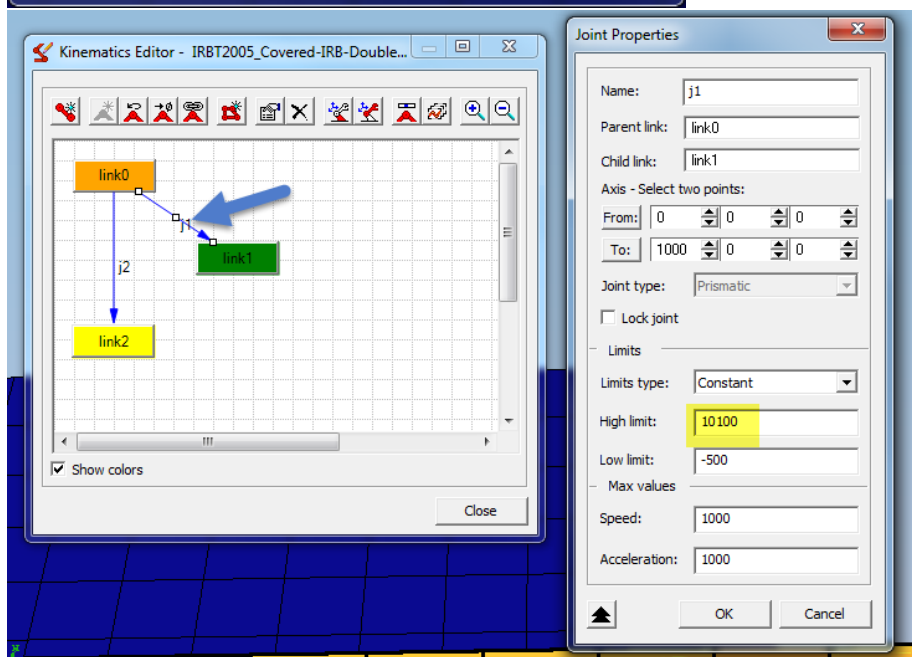 Kinematics Editor - IRBT2005_Covered-IRB-Double...
link0
j1
link1
j2
link2
Show colors
Close
Joint Properties
Name: j1
Parent link: link0
Child link: link1
Axis - Select two points:
From: 0 0 0
To: 1000 0 0
Joint type: Prismatic
Lock joint
Limits
Limits type: Constant
High limit: 10100
Low limit: -500
Max values
Speed: 1000
Acceleration: 1000
OK Cancel